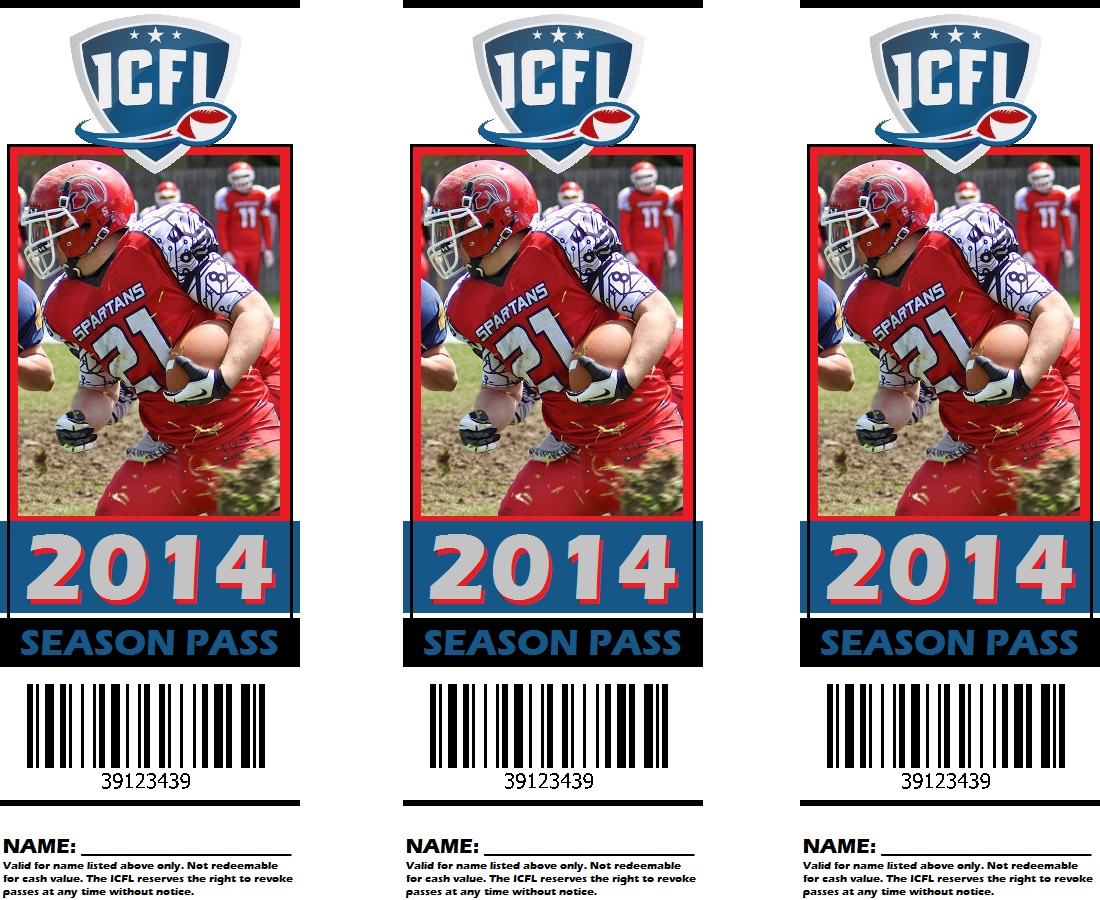 ICFL
11
SPARTANS
21
2014
SEASON PASS
39123439
NAME:
Valid for name listed above only. Not redeemable
for cash value. The ICFL reserves the right to revoke
passes at any time without notice.
ICFL
11
SPARTANS
21
2014
SEASON PASS
39123439
NAME:
Valid for name listed above only. Not redeemable
for cash value. The ICFL reserves the right to revoke
passes at any time without notice.
ICFL
11
SPARTANS
21
2014
SEASON PASS
39123439
NAME:
Valid for name listed above only. Not redeemable
for cash value. The ICFL reserves the right to revoke
passes at any time without notice.